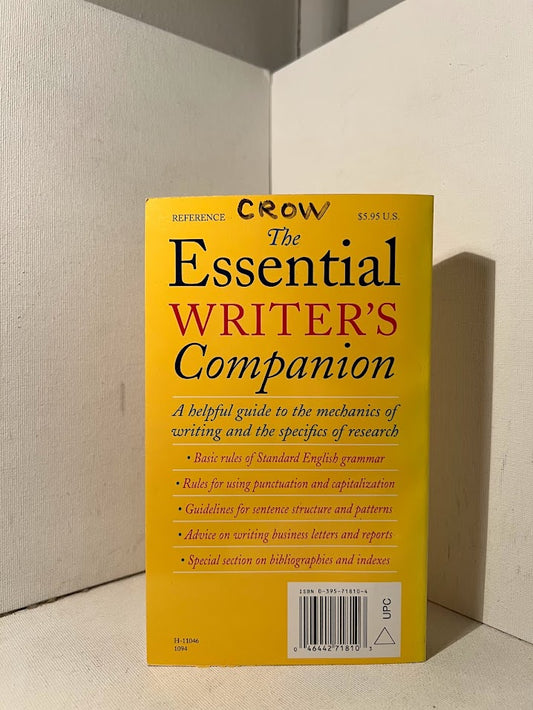 REFERENCE CROW $5.95 U.S.
The
Essential
WRITER'S
Companion
A helpful guide to the mechanics of
writing and the specifics of research
• Basic rules of Standard English grammar
• Rules for using punctuation and capitalization
• Guidelines for sentence structure and patterns
• Advice on writing business letters and reports
• Special section on bibliographies and indexes
ISBN 0-395-71810-4
UPC
0 46442 71810 3
H-11046
1094